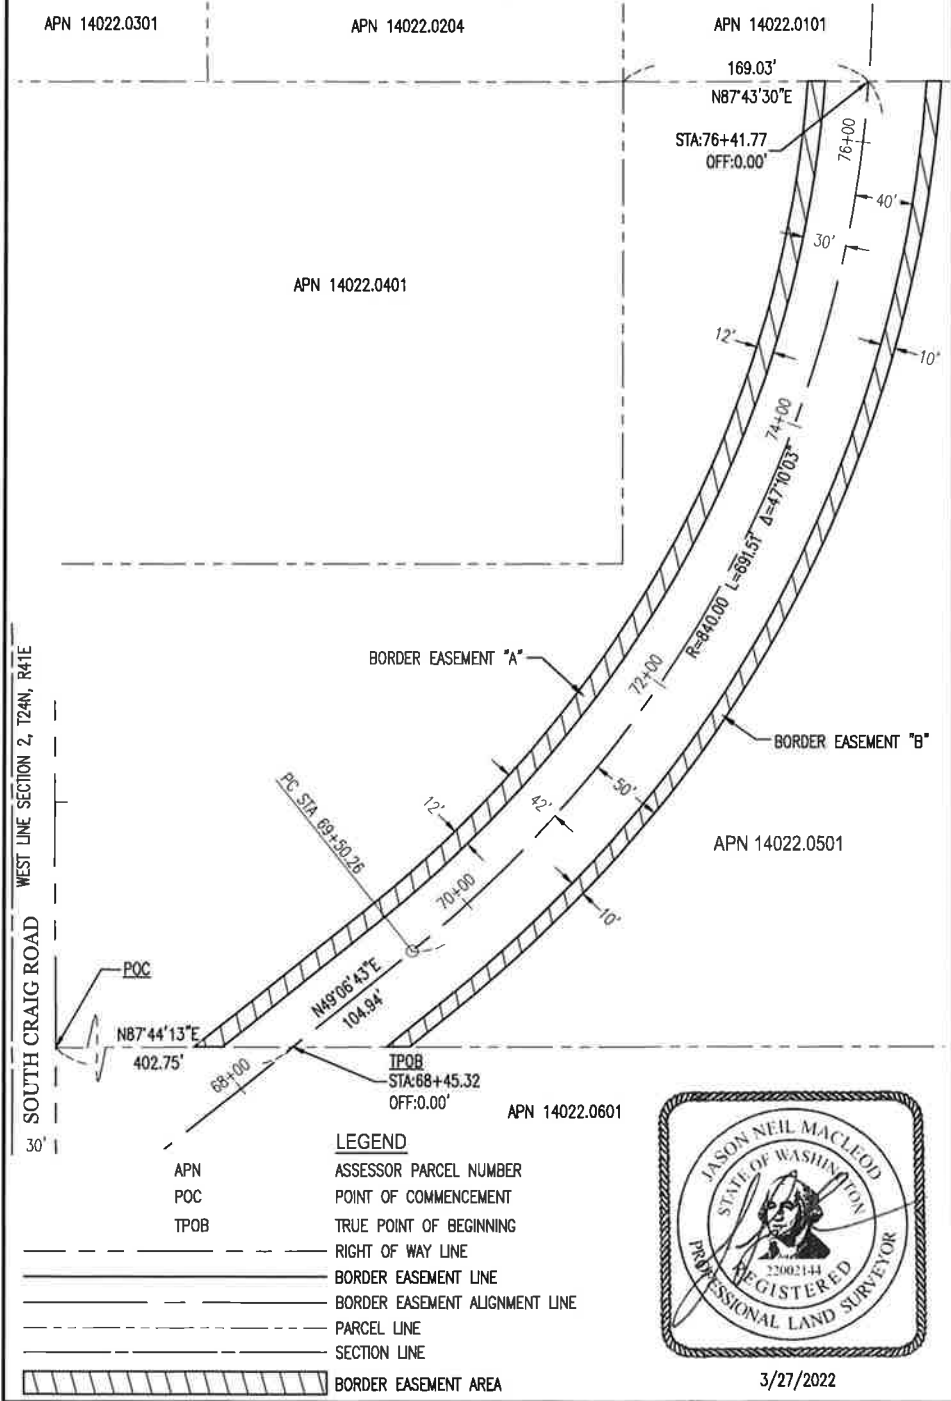 APN 14022.0301
APN 14022.0204
APN 14022.0101
169.03'
N87°43'30"E
STA:76+41.77
OFF:0.00'
76+00
40'
30'
APN 14022.0401
12'
10'
74+00
R=840.00 L=691.51' Δ=47°10'03"
72+00
BORDER EASEMENT "A"
BORDER EASEMENT "B"
WEST LINE SECTION 2, T24N, R41E
PC STA 69+50.26
12'
42'
50'
APN 14022.0501
70+00
10'
SOUTH CRAIG ROAD
POC
N49°06'43"E
104.94'
N87°44'13"E
402.75'
68+00
TPOB
STA:68+45.32
OFF:0.00'
APN 14022.0601
30'
LEGEND
APN ASSESSOR PARCEL NUMBER
POC POINT OF COMMENCEMENT
TPOB TRUE POINT OF BEGINNING
RIGHT OF WAY LINE
BORDER EASEMENT LINE
BORDER EASEMENT ALIGNMENT LINE
PARCEL LINE
SECTION LINE
BORDER EASEMENT AREA
JASON NEIL MACLEOD
STATE OF WASHINGTON
22002144
REGISTERED
PROFESSIONAL LAND SURVEYOR
3/27/2022